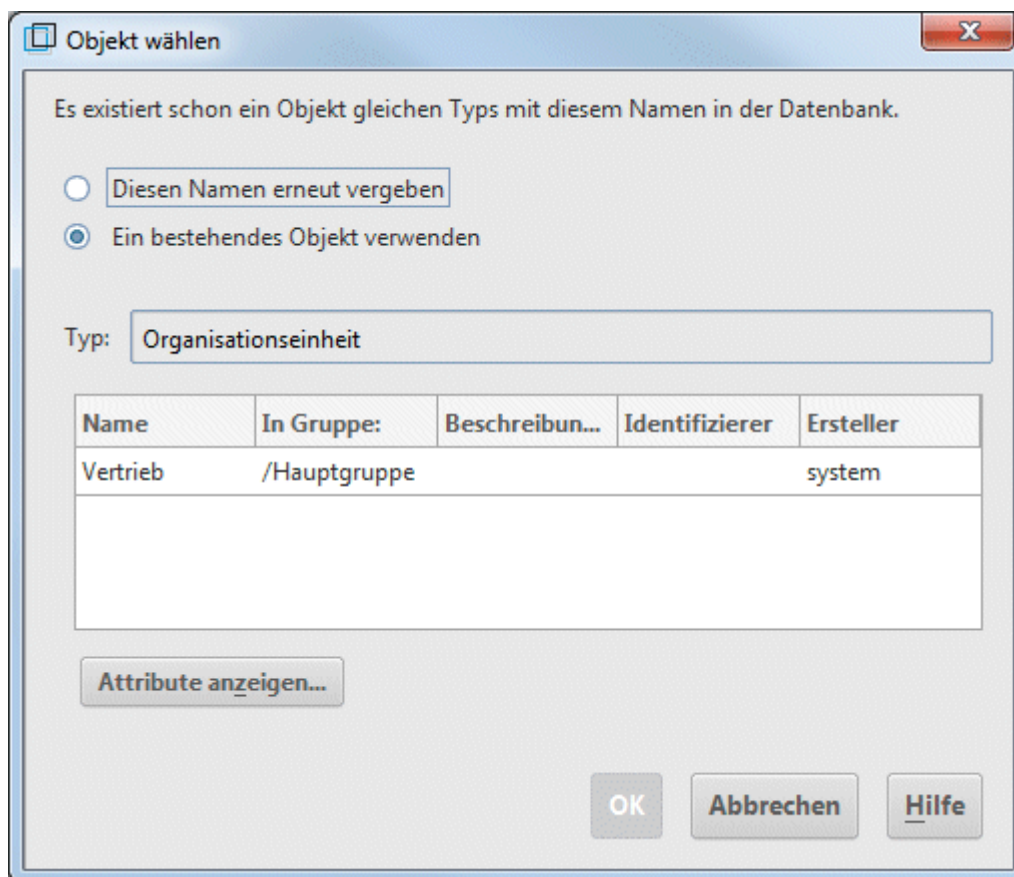 Objekt wählen
Es existiert schon ein Objekt gleichen Typs mit diesem Namen in der Datenbank.
Diesen Namen erneut vergeben
Ein bestehendes Objekt verwenden
Typ: Organisationseinheit
Name In Gruppe: Beschreibun... Identifizierer Ersteller
Vertrieb /Hauptgruppe system
Attribute anzeigen...
OK Abbrechen Hilfe